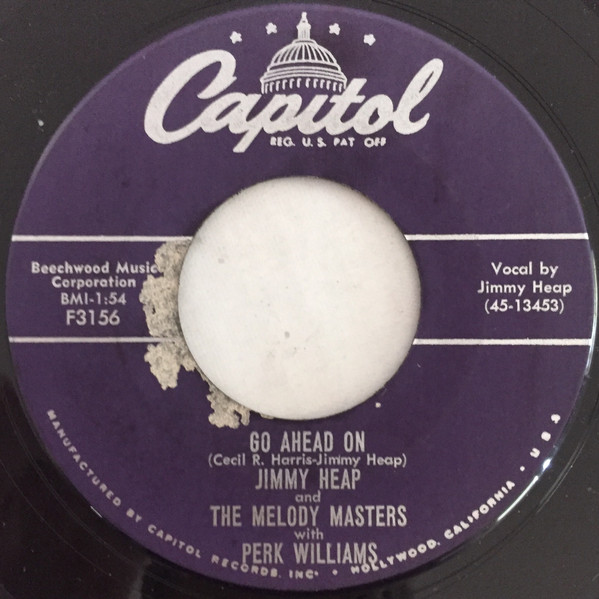 Capitol
REG. U.S. PAT OFF
Beechwood Music
Corporation
BMI-1:54
F3156
Vocal by
Jimmy Heap
(45-13453)
GO AHEAD ON
(Cecil R. Harris-Jimmy Heap)
JIMMY HEAP
and
THE MELODY MASTERS
with
PERK WILLIAMS
MANUFACTURED BY CAPITOL RECORDS, INC. • HOLLYWOOD, CALIFORNIA • USA